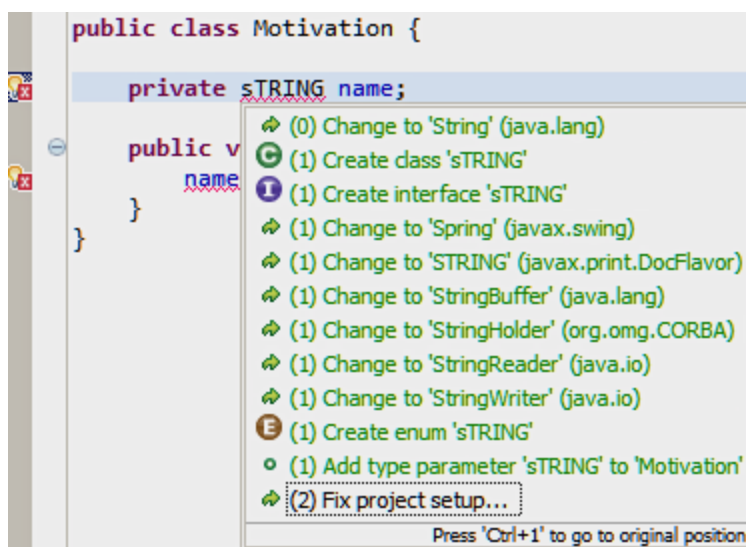 public class Motivation {
private sTRING name;
(0) Change to 'String' (java.lang)
public v
(1) Create class 'sTRING'
name
(1) Create interface 'sTRING'
}
(1) Change to 'Spring' (javax.swing)
}
(1) Change to 'STRING' (javax.print.DocFlavor)
(1) Change to 'StringBuffer' (java.lang)
(1) Change to 'StringHolder' (org.omg.CORBA)
(1) Change to 'StringReader' (java.io)
(1) Change to 'StringWriter' (java.io)
E (1) Create enum 'sTRING'
(1) Add type parameter 'sTRING' to 'Motivation'
(2) Fix project setup...
Press 'Ctrl+1' to go to original position